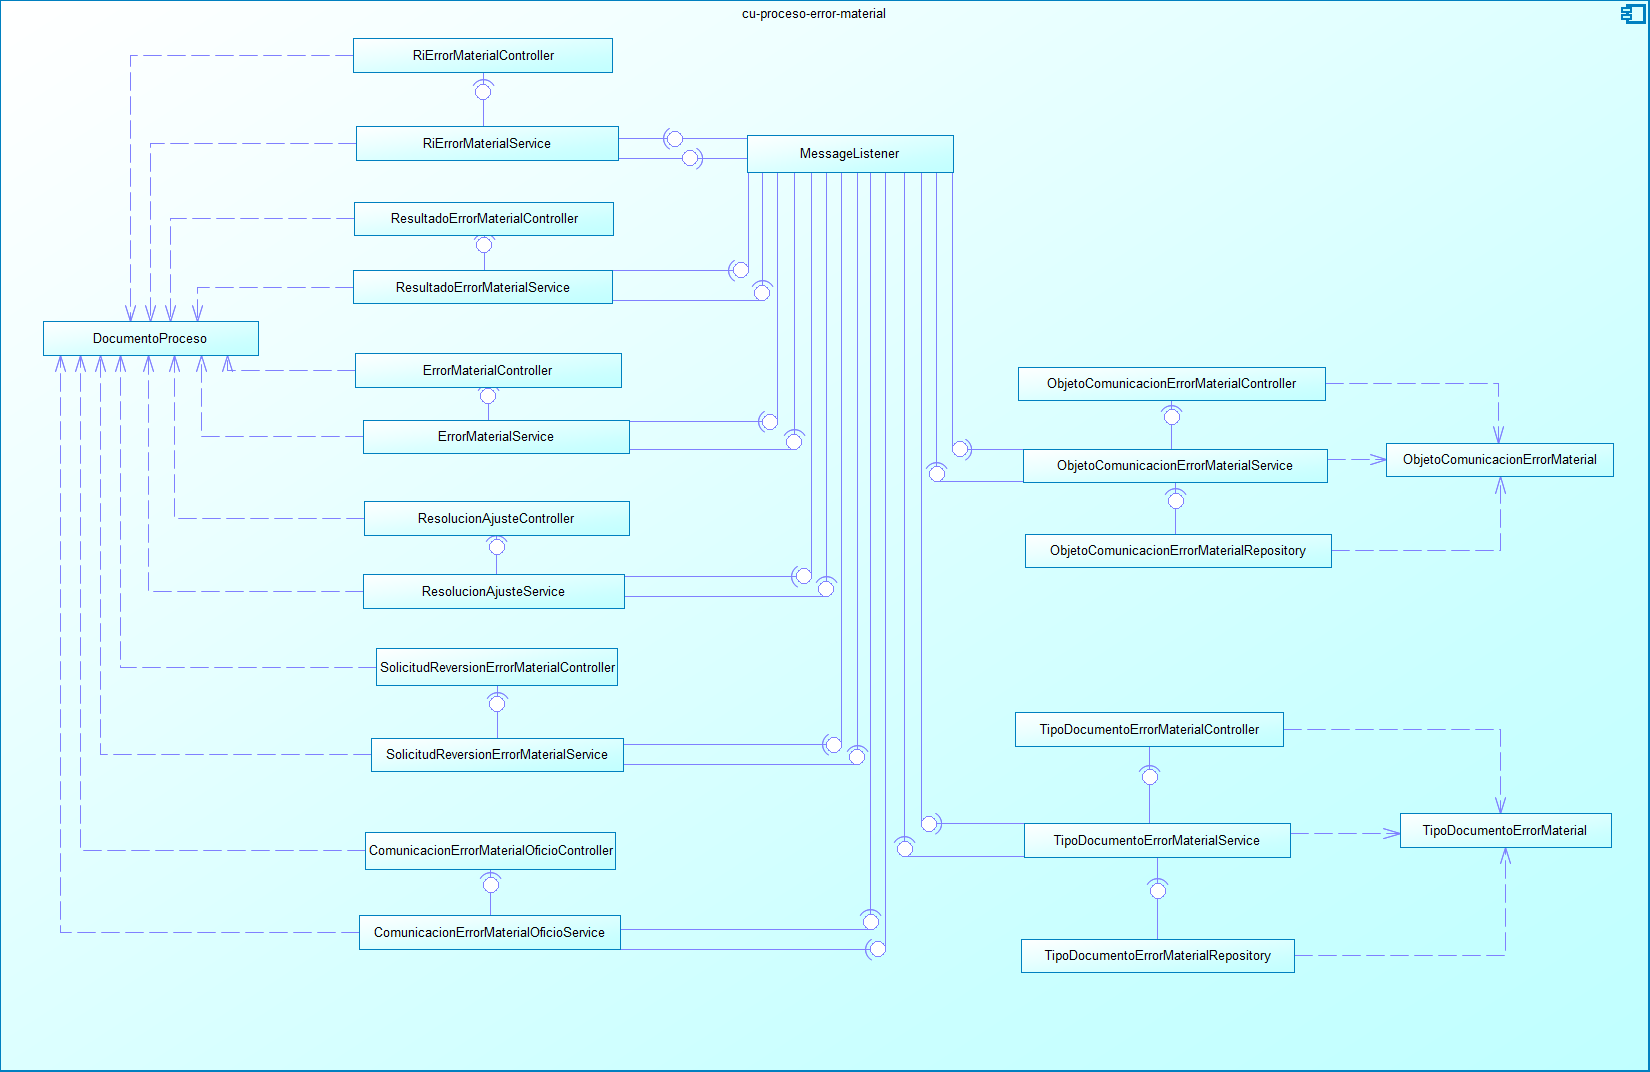 cu-proceso-error-material
RiErrorMaterialController
RiErrorMaterialService
MessageListener
ResultadoErrorMaterialController
ResultadoErrorMaterialService
DocumentoProceso
ErrorMaterialController
ErrorMaterialService
ResolucionAjusteController
ResolucionAjusteService
SolicitudReversionErrorMaterialController
SolicitudReversionErrorMaterialService
ComunicacionErrorMaterialOficioController
ComunicacionErrorMaterialOficioService
ObjetoComunicacionErrorMaterialController
ObjetoComunicacionErrorMaterialService
ObjetoComunicacionErrorMaterial
ObjetoComunicacionErrorMaterialRepository
TipoDocumentoErrorMaterialController
TipoDocumentoErrorMaterialService
TipoDocumentoErrorMaterial
TipoDocumentoErrorMaterialRepository